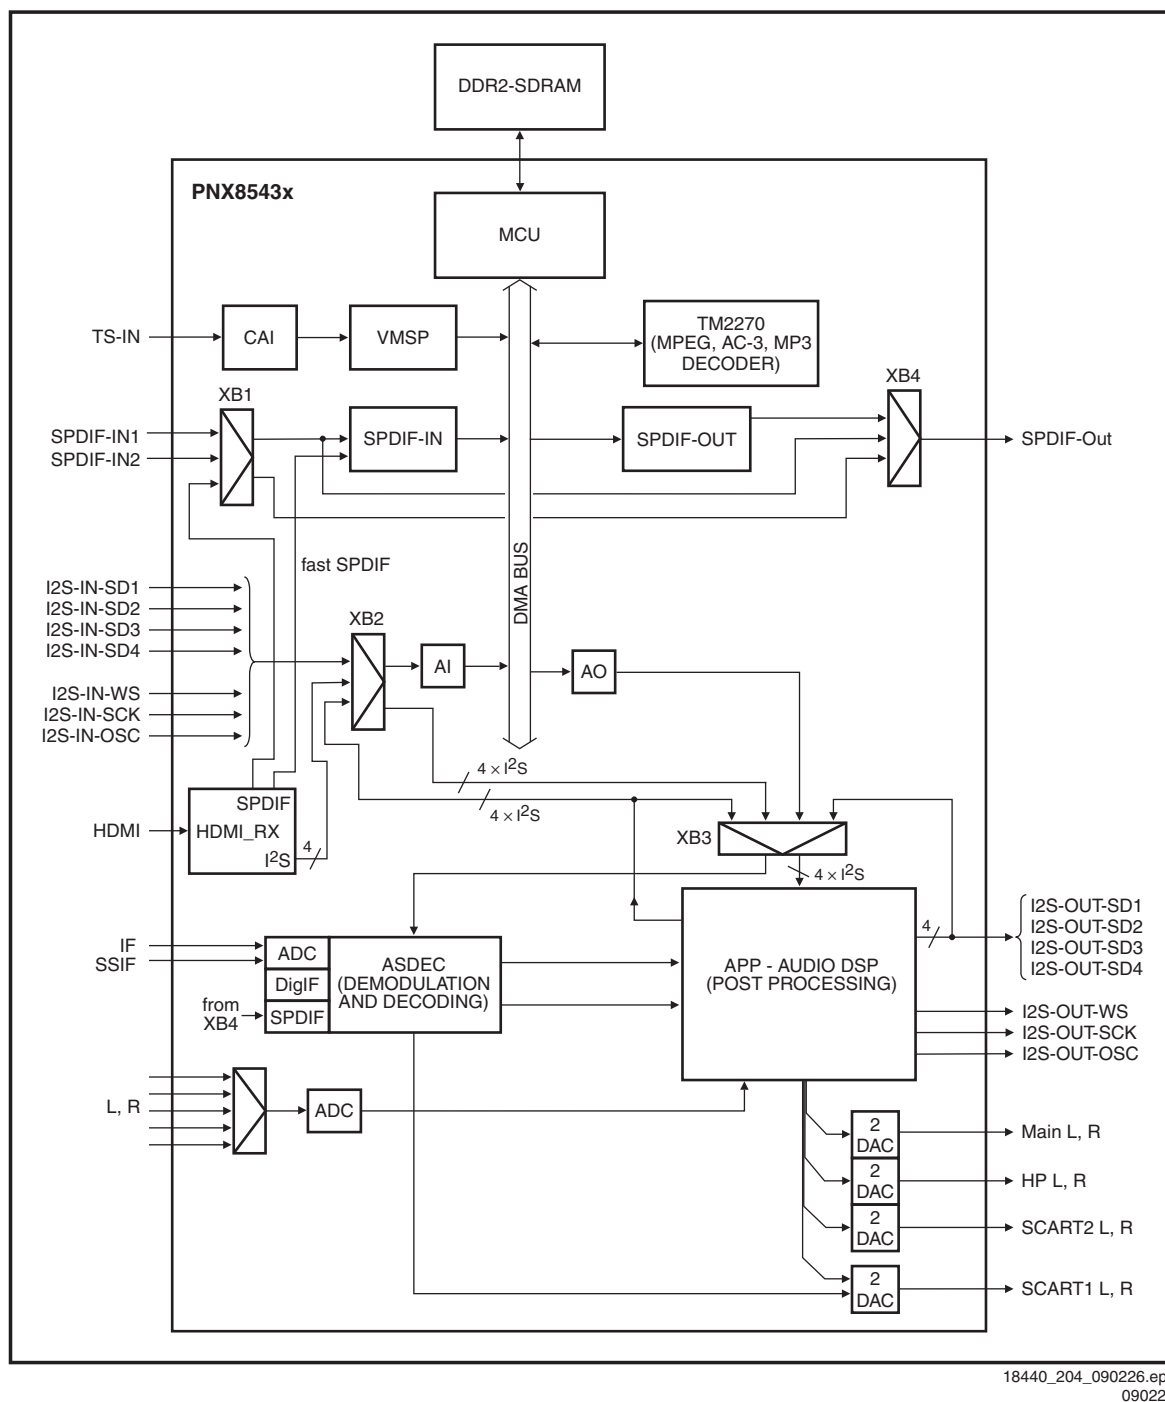 DDR2-SDRAM
PNX8543x
MCU
TS-IN
CAI
VMSP
TM2270
(MPEG, AC-3, MP3
DECODER)
XB4
XB1
SPDIF-IN1
SPDIF-IN2
SPDIF-IN
SPDIF-OUT
SPDIF-Out
DMA BUS
fast SPDIF
I2S-IN-SD1
I2S-IN-SD2
I2S-IN-SD3
I2S-IN-SD4
I2S-IN-WS
I2S-IN-SCK
I2S-IN-OSC
XB2
AI
AO
4 × I²S
4 × I²S
HDMI
SPDIF
HDMI_RX
I²S
4
XB3
4 × I²S
IF
SSIF
ADC
DigIF
SPDIF
from
XB4
ASDEC
(DEMODULATION
AND DECODING)
APP - AUDIO DSP
(POST PROCESSING)
4
I2S-OUT-SD1
I2S-OUT-SD2
I2S-OUT-SD3
I2S-OUT-SD4
I2S-OUT-WS
I2S-OUT-SCK
I2S-OUT-OSC
L, R
ADC
2
DAC
Main L, R
2
DAC
HP L, R
2
DAC
SCART2 L, R
2
DAC
SCART1 L, R
18440_204_090226.ep
09022